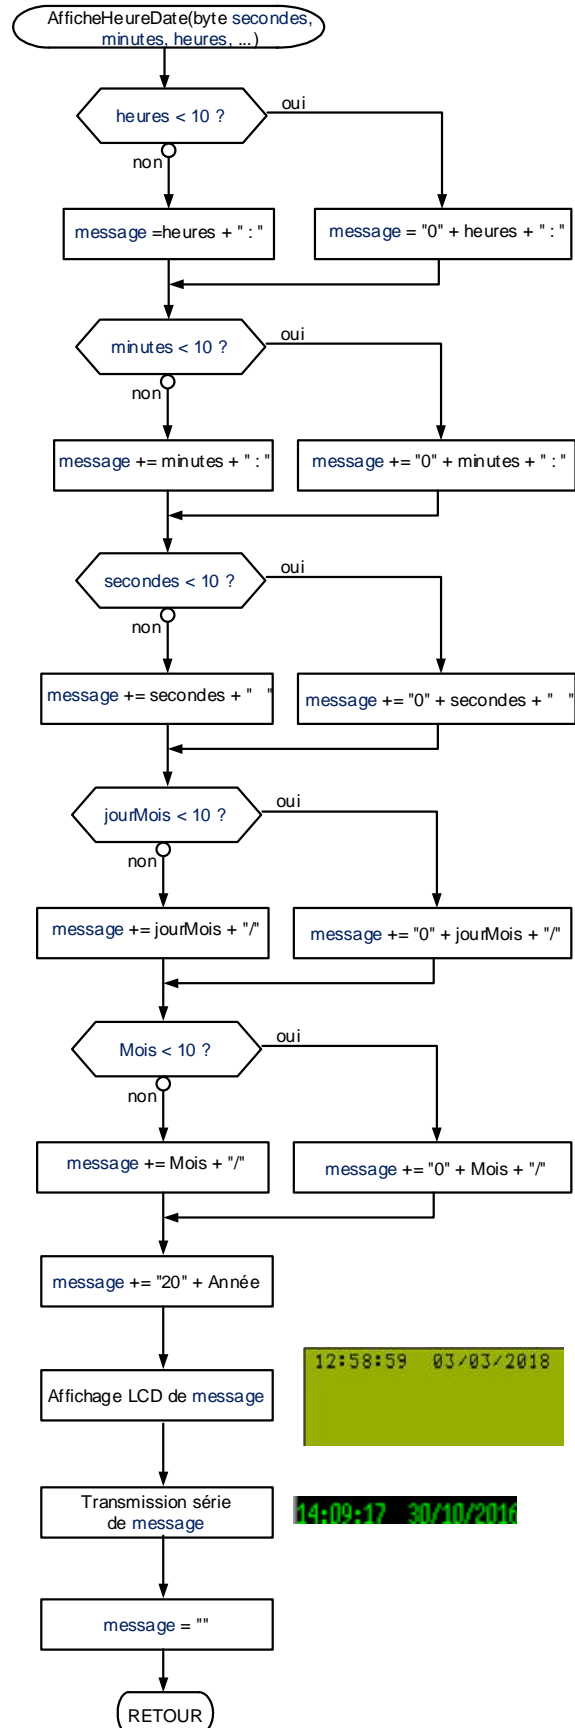 AfficheHeureDate(byte secondes,
minutes, heures, ...)
heures < 10 ?
oui
non
message =heures + " : "
message = "0" + heures + " : "
minutes < 10 ?
oui
non
message += minutes + " : "
message += "0" + minutes + " : "
secondes < 10 ?
oui
non
message += secondes + "   "
message += "0" + secondes + "   "
jourMois < 10 ?
oui
non
message += jourMois + "/"
message += "0" + jourMois + "/"
Mois < 10 ?
oui
non
message += Mois + "/"
message += "0" + Mois + "/"
message += "20" + Année
12:58:59  03/03/2018
Affichage LCD de message
Transmission série
de message
14:09:17  30/10/2016
message = ""
RETOUR